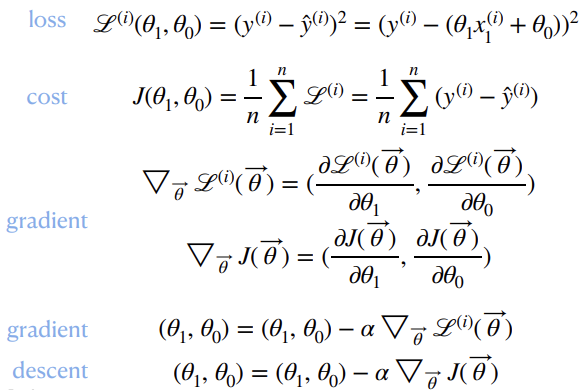 loss ℒ⁽ⁱ⁾(θ₁, θ₀) = (y⁽ⁱ⁾ − ŷ⁽ⁱ⁾)² = (y⁽ⁱ⁾ − (θ₁x₁⁽ⁱ⁾ + θ₀))²
cost J(θ₁, θ₀) = 1/n ∑ᵢ₌₁ⁿ ℒ⁽ⁱ⁾ = 1/n ∑ᵢ₌₁ⁿ (y⁽ⁱ⁾ − ŷ⁽ⁱ⁾)
▽_θ⃗ ℒ⁽ⁱ⁾(θ⃗) = (∂ℒ⁽ⁱ⁾(θ⃗)/∂θ₁, ∂ℒ⁽ⁱ⁾(θ⃗)/∂θ₀)
gradient
▽_θ⃗ J(θ⃗) = (∂J(θ⃗)/∂θ₁, ∂J(θ⃗)/∂θ₀)
gradient (θ₁, θ₀) = (θ₁, θ₀) − α ▽_θ⃗ ℒ⁽ⁱ⁾(θ⃗)
descent (θ₁, θ₀) = (θ₁, θ₀) − α ▽_θ⃗ J(θ⃗)